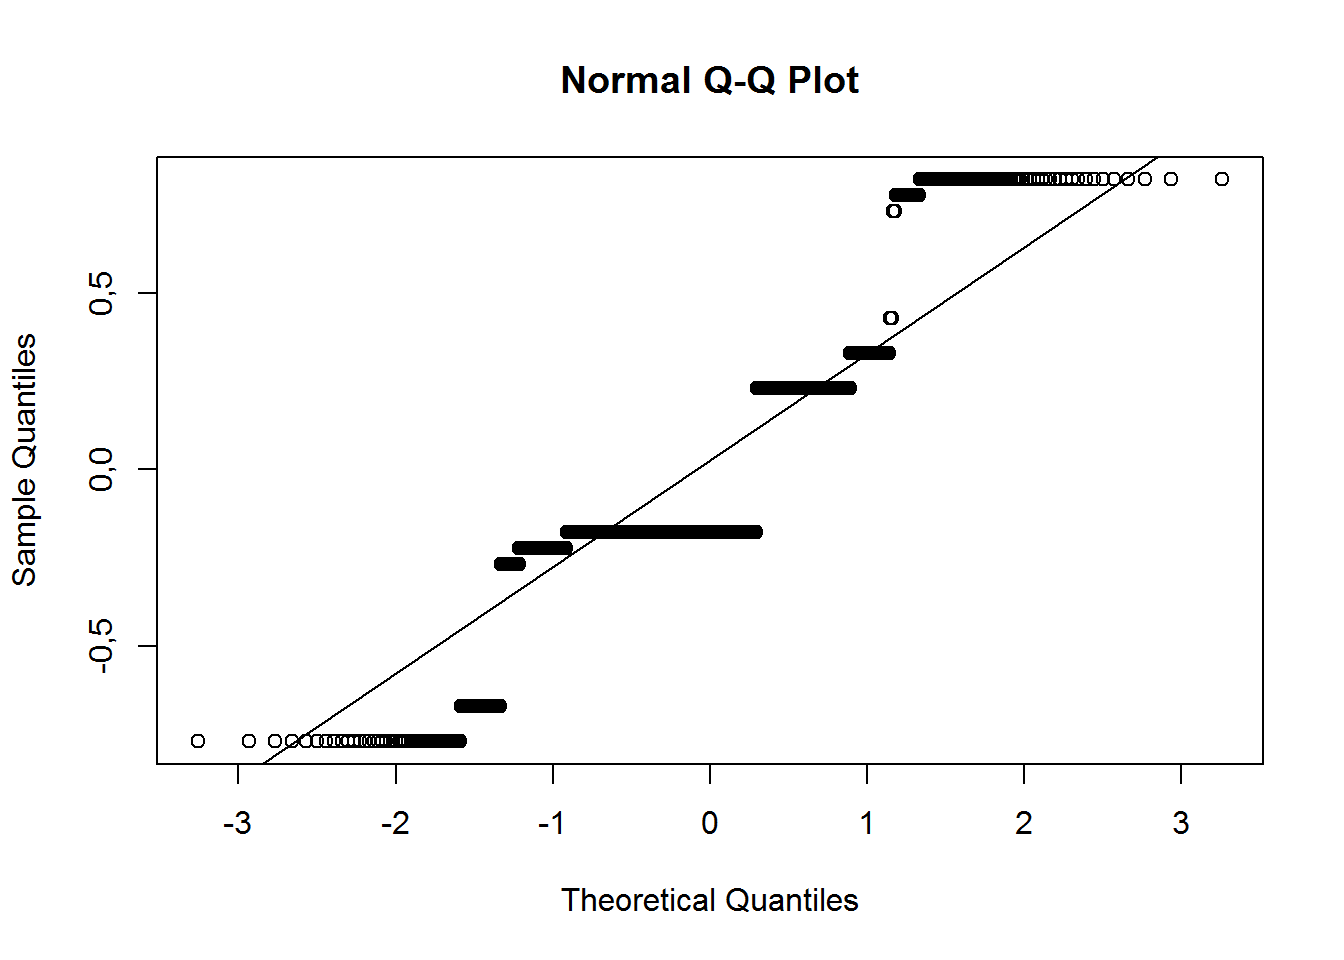 Normal Q-Q Plot
Sample Quantiles
0,5
0,0
-0,5
-3 -2 -1 0 1 2 3
Theoretical Quantiles